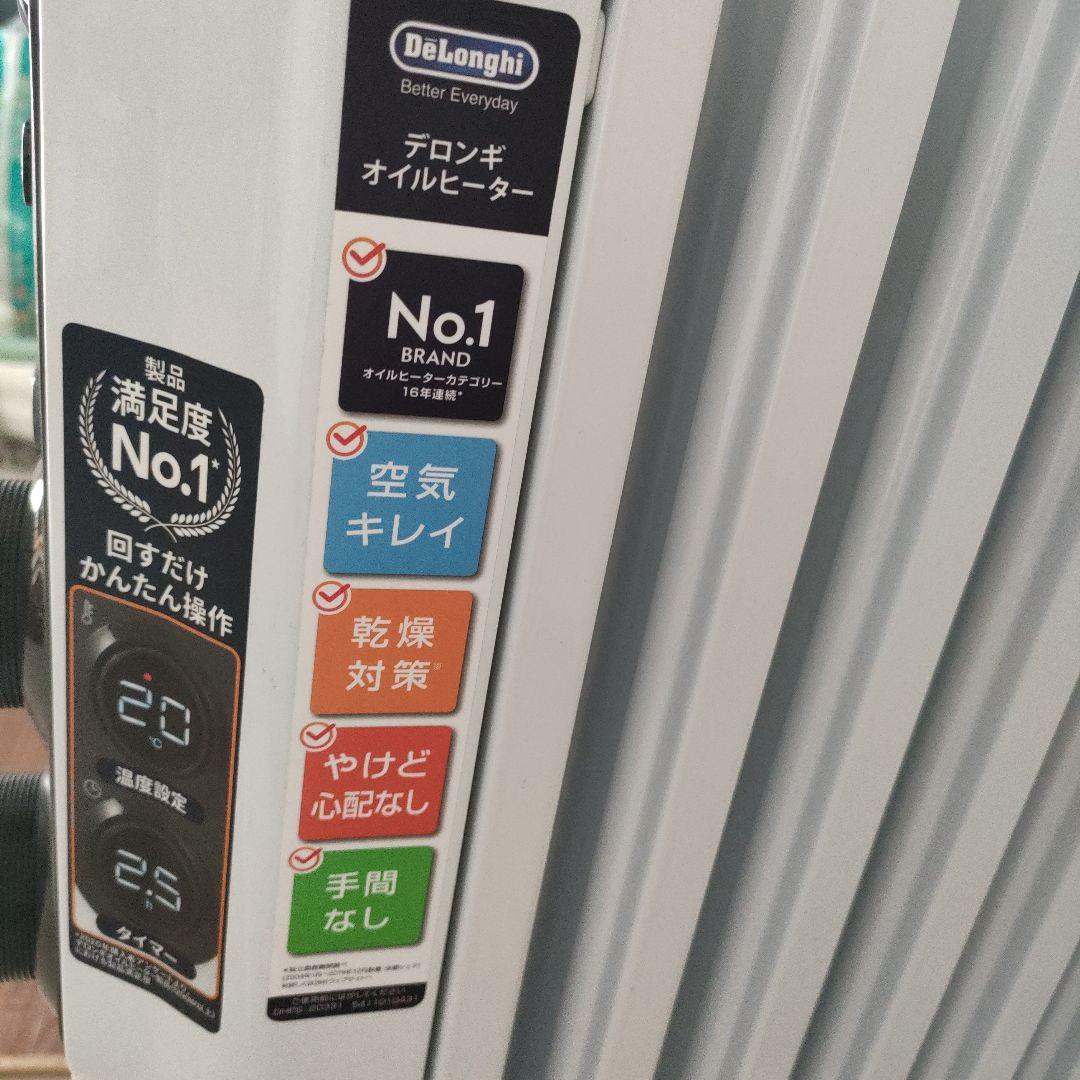 DeLonghi
Better Everyday
デロンギ
オイルヒーター
No.1
BRAND
オイルヒーターカテゴリー
16年連続*
空気
キレイ
乾燥
対策※
やけど
心配なし
手間
なし
製品
満足度
No.1*
回すだけ
かんたん操作
20
℃
温度設定
2.5
h
タイマー